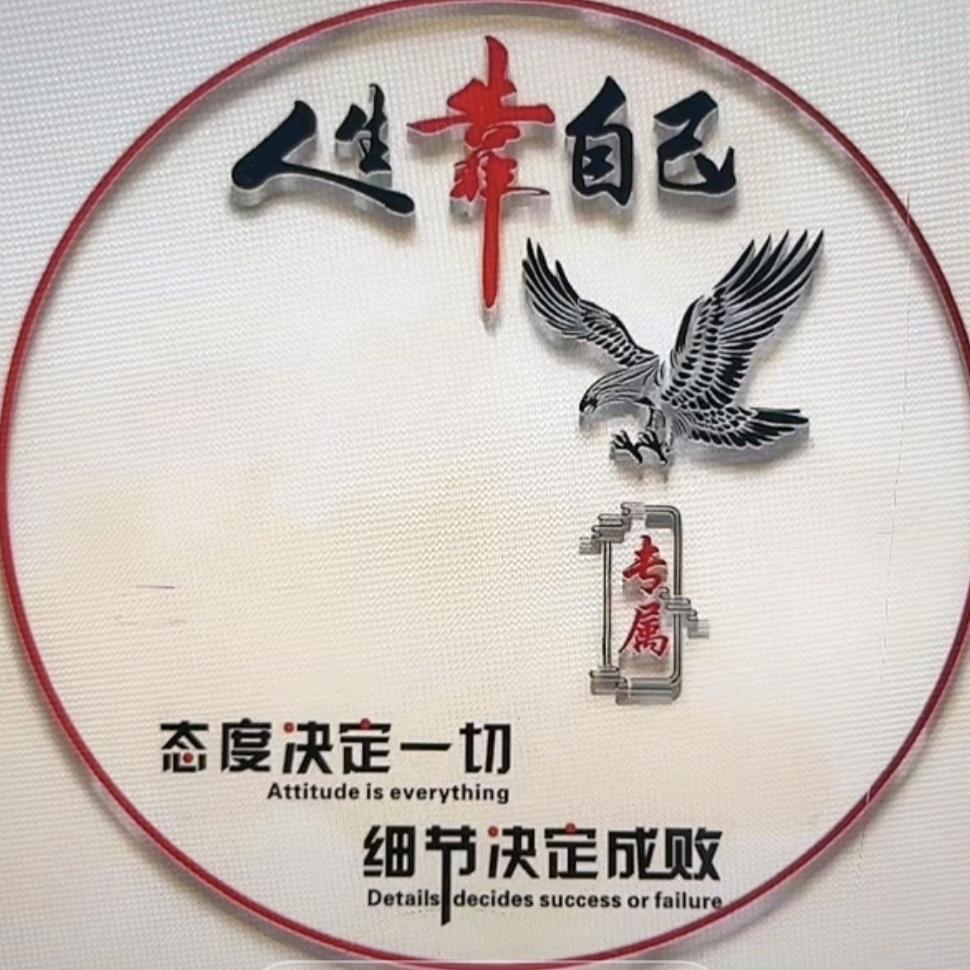 人生靠自己
专属
态度决定一切
Attitude is everything
细节决定成败
Details decides success or failure